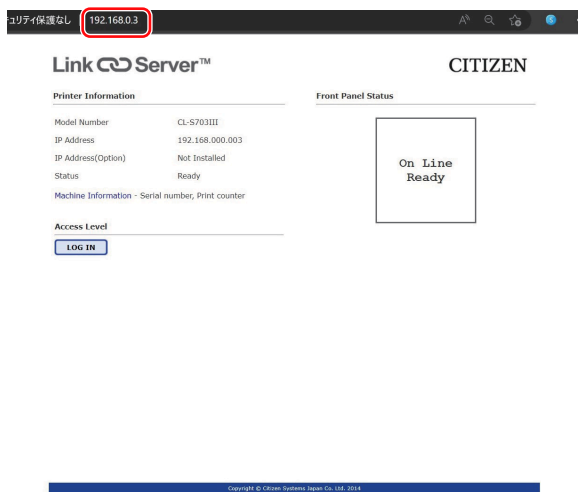 ュリティ保護なし 192.168.0.3
Link Server™
CITIZEN
Printer Information
Model Number CL-S703III
IP Address 192.168.000.003
IP Address(Option) Not Installed
Status Ready
Machine Information - Serial number, Print counter
Access Level
LOG IN
Front Panel Status
On Line
Ready
Copyright © Citizen Systems Japan Co. Ltd. 2014